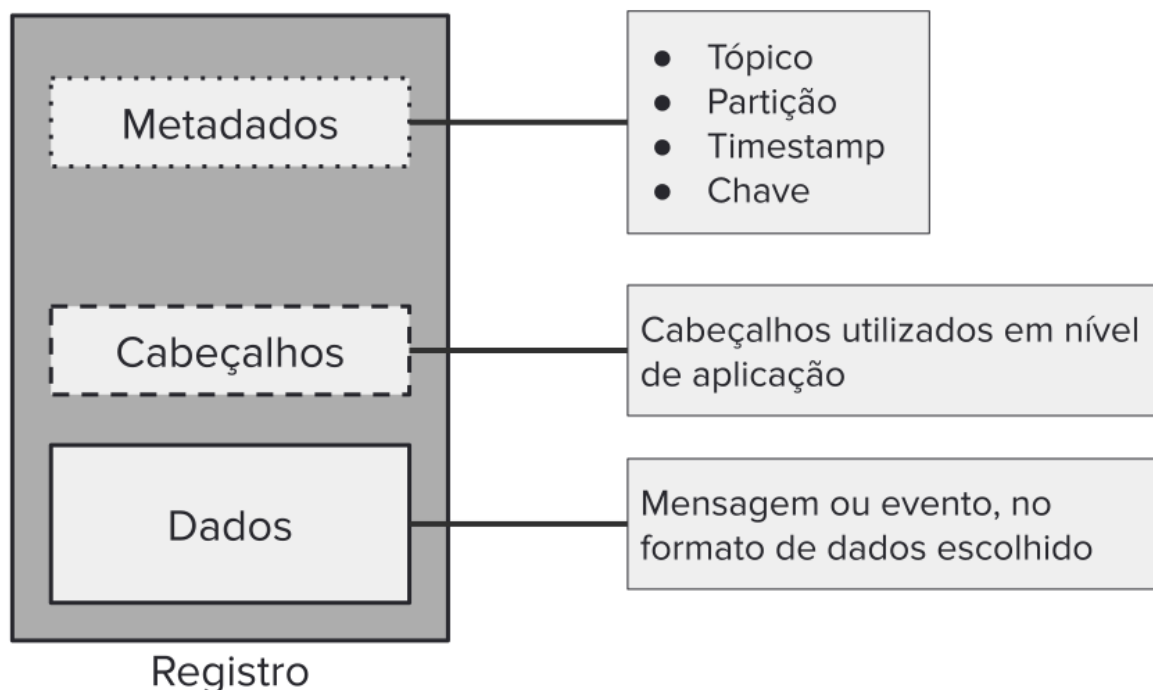 Metadados
● Tópico
● Partição
● Timestamp
● Chave
Cabeçalhos
Cabeçalhos utilizados em nível
de aplicação
Dados
Mensagem ou evento, no
formato de dados escolhido
Registro